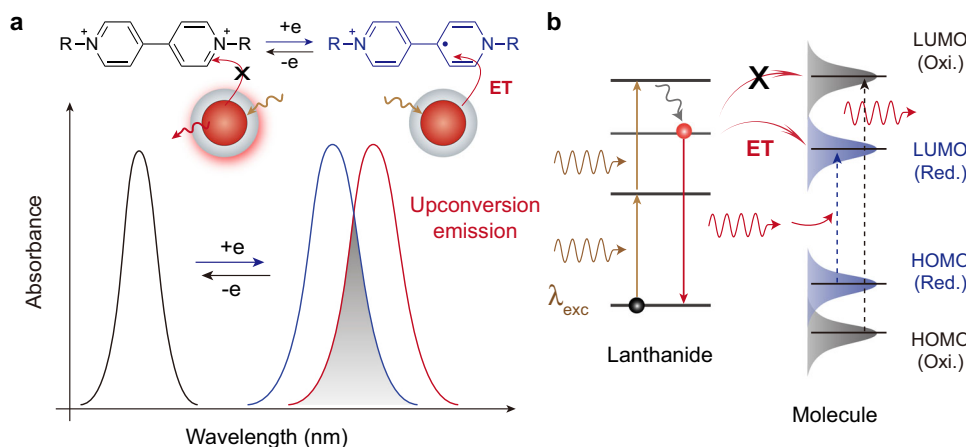 a
R-N
+
+e
-e
+
N-R
R-N
+
+e
-e
N-R
X
ET
Absorbance
Upconversion
emission
+e
-e
Wavelength (nm)
b
λexc
Lanthanide
X
ET
LUMO
(Oxi.)
LUMO
(Red.)
HOMO
(Red.)
HOMO
(Oxi.)
Molecule